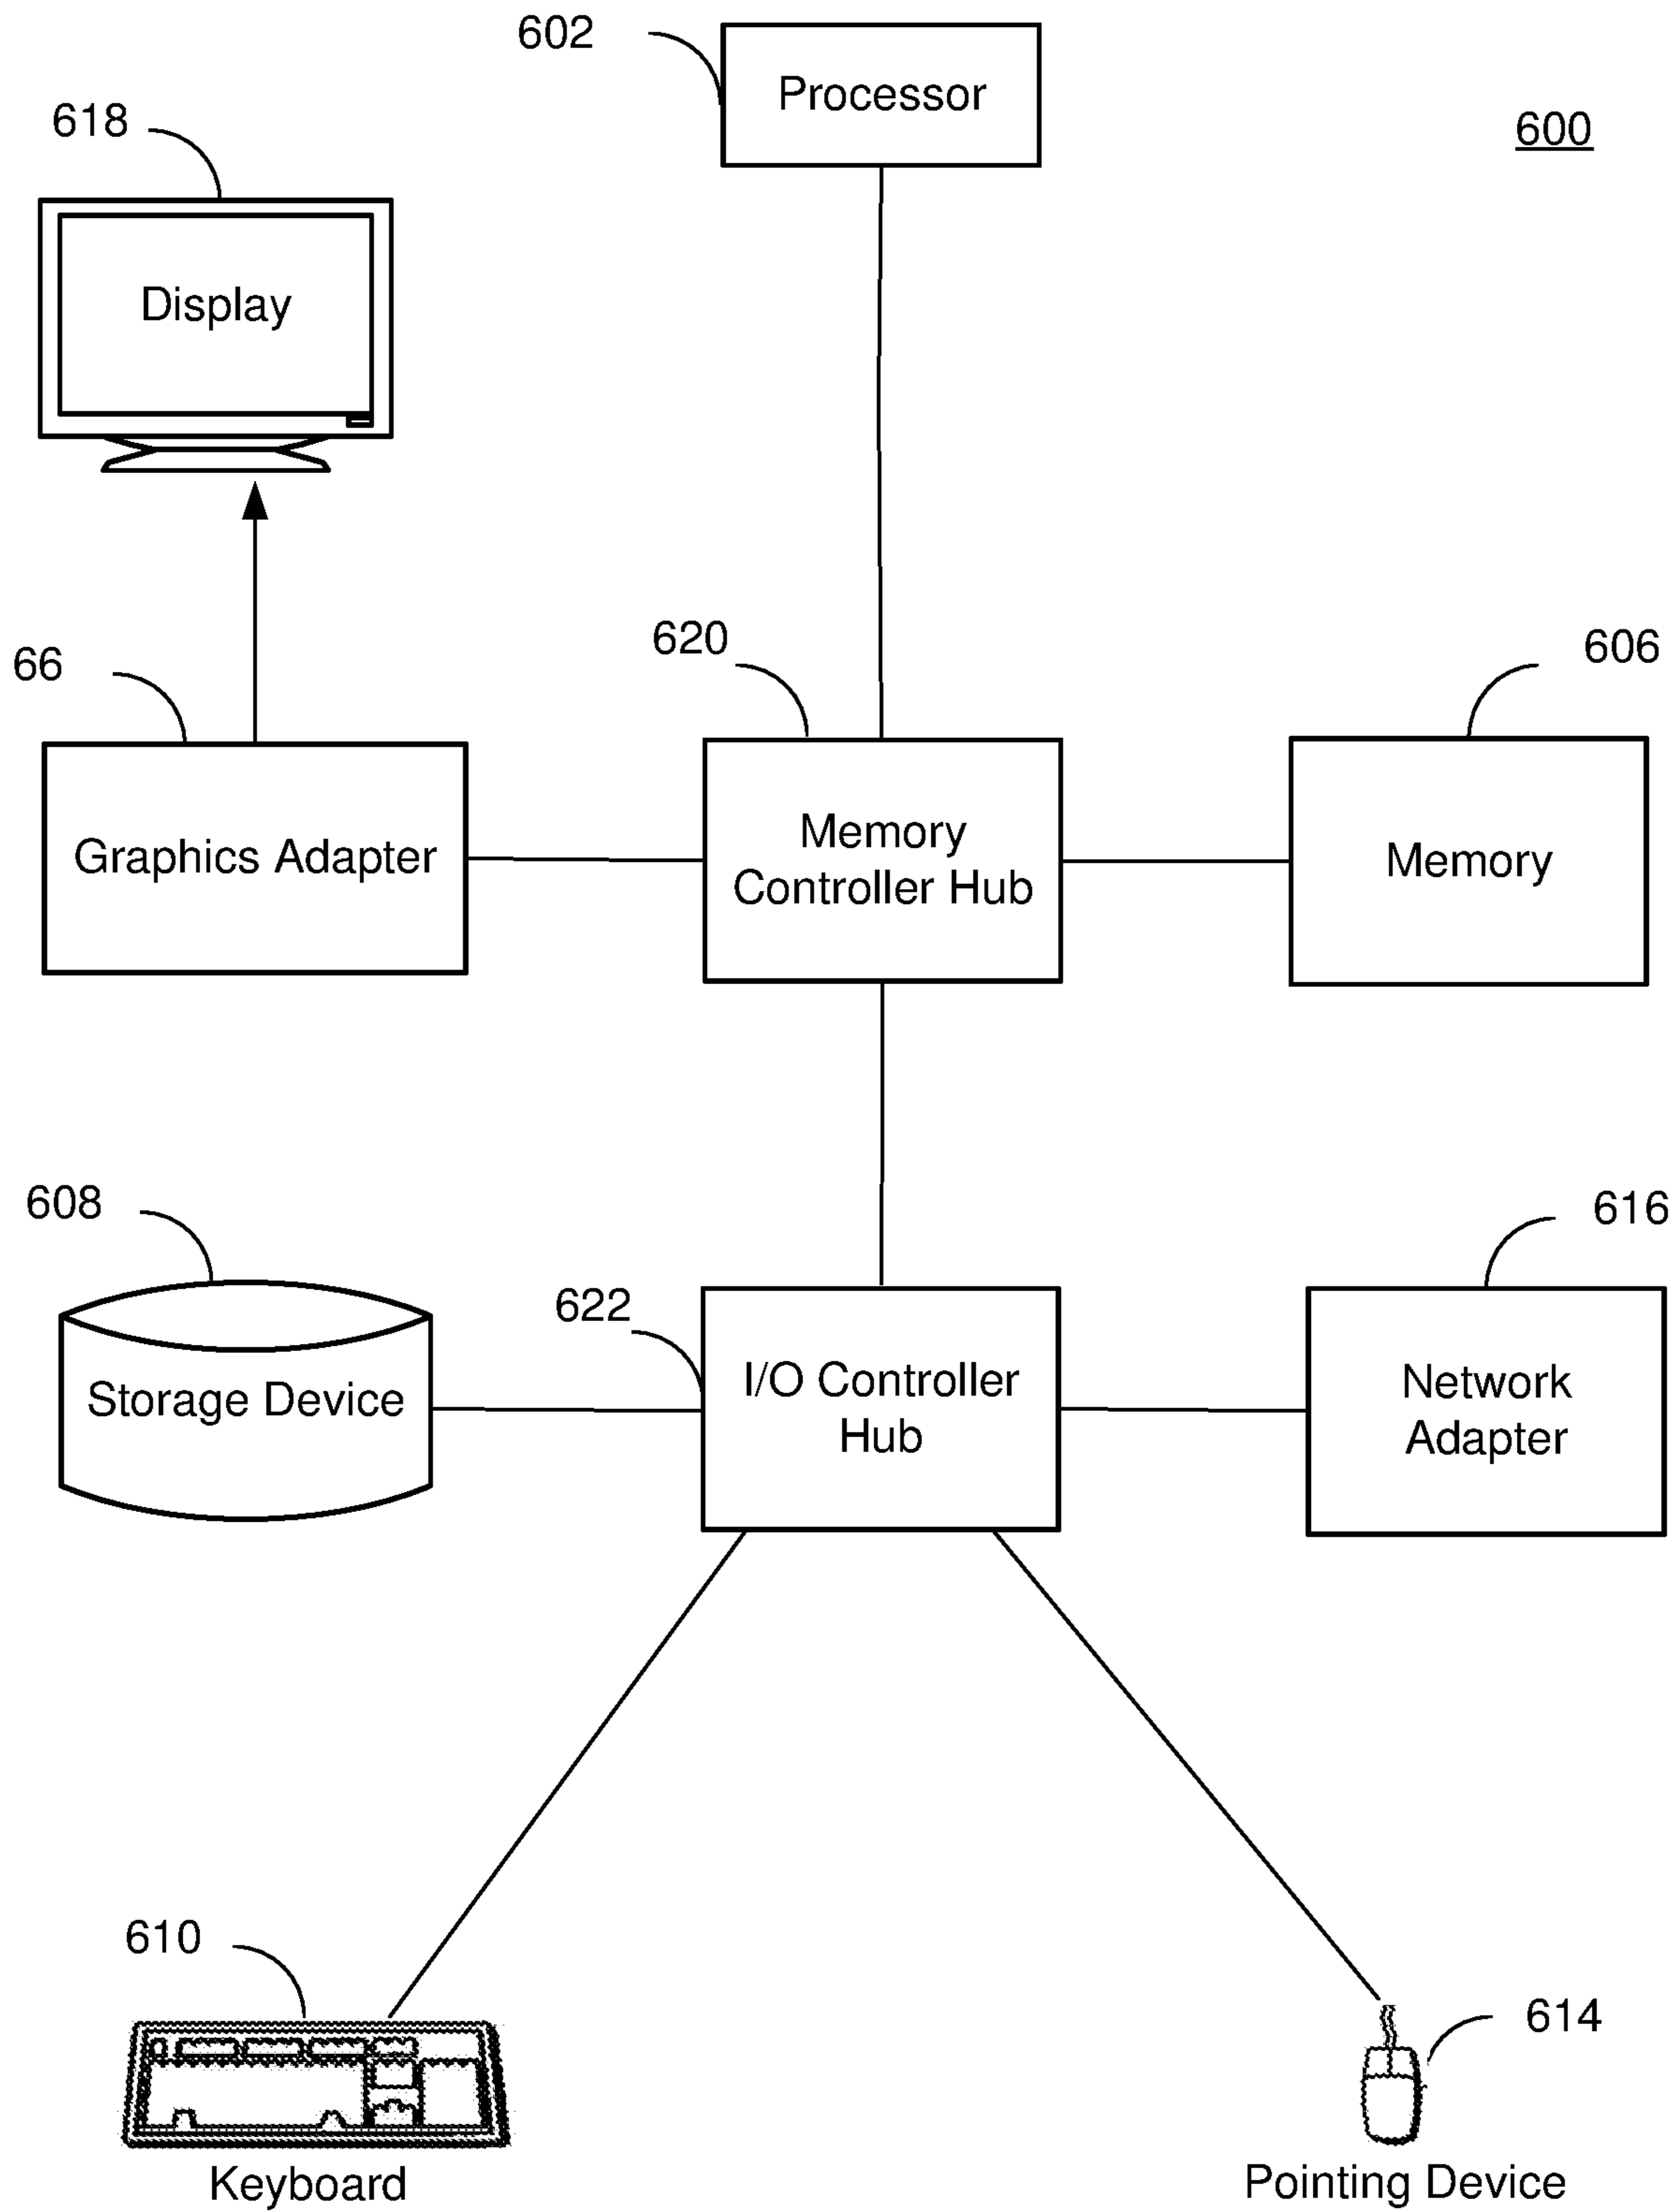 602
Processor
600
618
Display
66
620
606
Graphics Adapter
Memory
Controller Hub
Memory
608
622
616
Storage Device
I/O Controller
Hub
Network
Adapter
610
614
Keyboard
Pointing Device